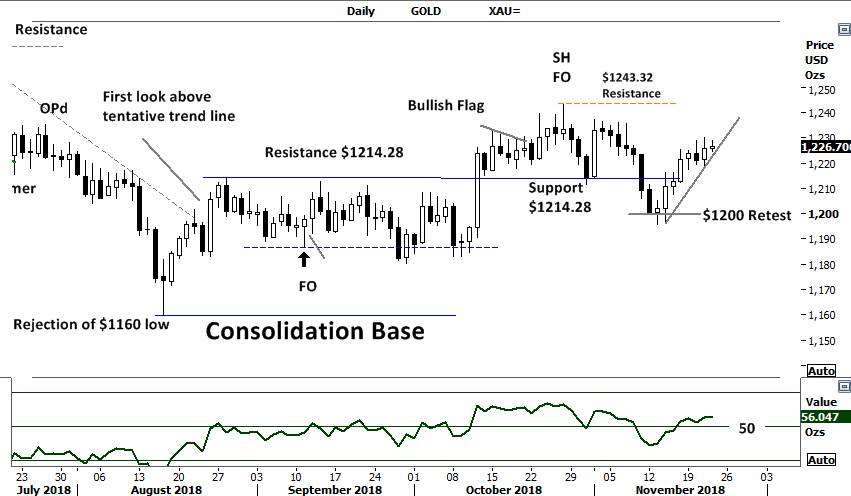 Daily GOLD XAU=
Resistance
Price
USD
Ozs
SH
FO
$1243.32
Resistance
First look above
tentative trend line
OPd
Bullish Flag
Resistance $1214.28
mer
Support
$1214.28
$1200 Retest
FO
Rejection of $1160 low
Consolidation Base
1,250
1,240
1,230
1,226.70
1,220
1,210
1,200
1,190
1,180
1,170
1,160
1,150
Auto
Value
56.047
Ozs
50
Auto
23 30 06 13 20 27 03 10 17 24 01 08 15 22 29 05 12 19 26 03
July 2018 August 2018 September 2018 October 2018 November 2018